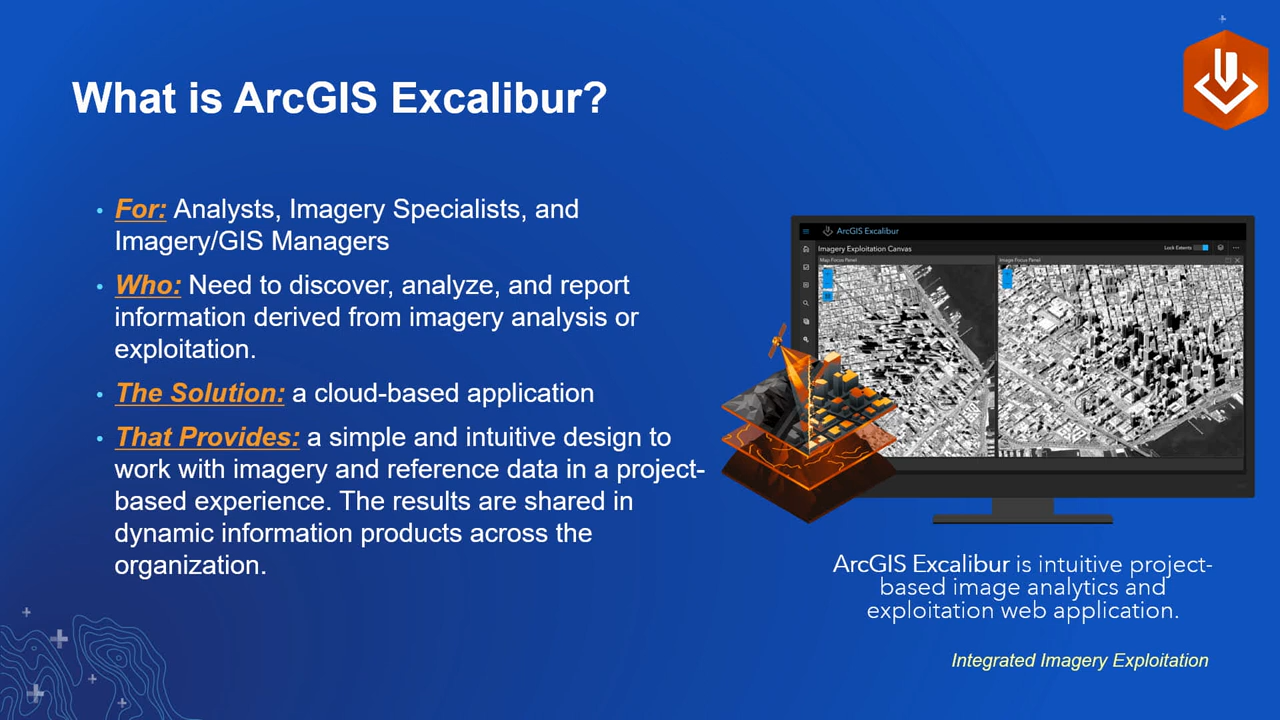 What is ArcGIS Excalibur?
• For: Analysts, Imagery Specialists, and
Imagery/GIS Managers
• Who: Need to discover, analyze, and report
information derived from imagery analysis or
exploitation.
• The Solution: a cloud-based application
• That Provides: a simple and intuitive design to
work with imagery and reference data in a project-
based experience. The results are shared in
dynamic information products across the
organization.
ArcGIS Excalibur
Imagery Exploitation Canvas
Lock Extents
Map Focus Panel
Image Focus Panel
ArcGIS Excalibur is intuitive project-
based image analytics and
exploitation web application.
Integrated Imagery Exploitation